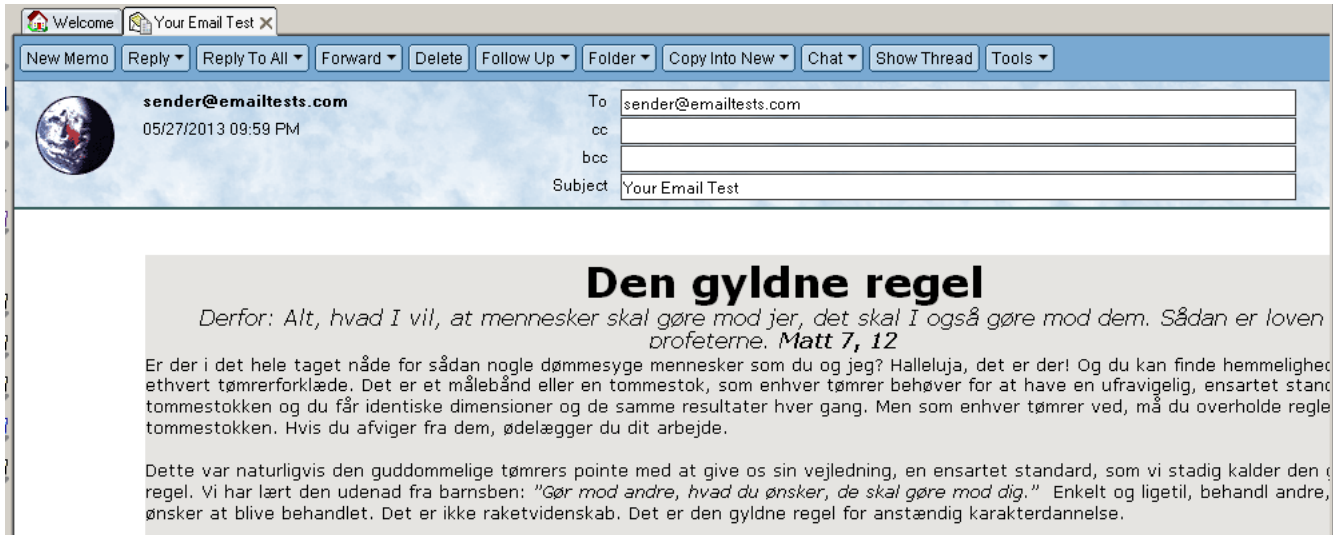 Welcome Your Email Test
New Memo Reply Reply To All Forward Delete Follow Up Folder Copy Into New Chat Show Thread Tools
sender@emailtests.com To sender@emailtests.com
05/27/2013 09:59 PM cc
bcc
Subject Your Email Test
Den gyldne regel
Derfor: Alt, hvad I vil, at mennesker skal gøre mod jer, det skal I også gøre mod dem. Sådan er loven
profeterne. Matt 7, 12
Er der i det hele taget nåde for sådan nogle dømmesyge mennesker som du og jeg? Halleluja, det er der! Og du kan finde
ethvert tømrerforklæde. Det er et målebånd eller en tommestok, som enhver tømrer behøver for at have en ufravigelig, ensartet
tommestokken og du får identiske dimensioner og de samme resultater hver gang. Men som enhver tømrer ved, må du overholde
tommestokken. Hvis du afviger fra dem, ødelægger du dit arbejde.
Dette var naturligvis den guddommelige tømrers pointe med at give os sin vejledning, en ensartet standard, som vi stadig kalder den
regel. Vi har lært den udenad fra barnsben: "Gør mod andre, hvad du ønsker, de skal gøre mod dig." Enkelt og ligetil, behandl andre,
ønsker at blive behandlet. Det er ikke raketvidenskab. Det er den gyldne regel for anstændig karakterdannelse.